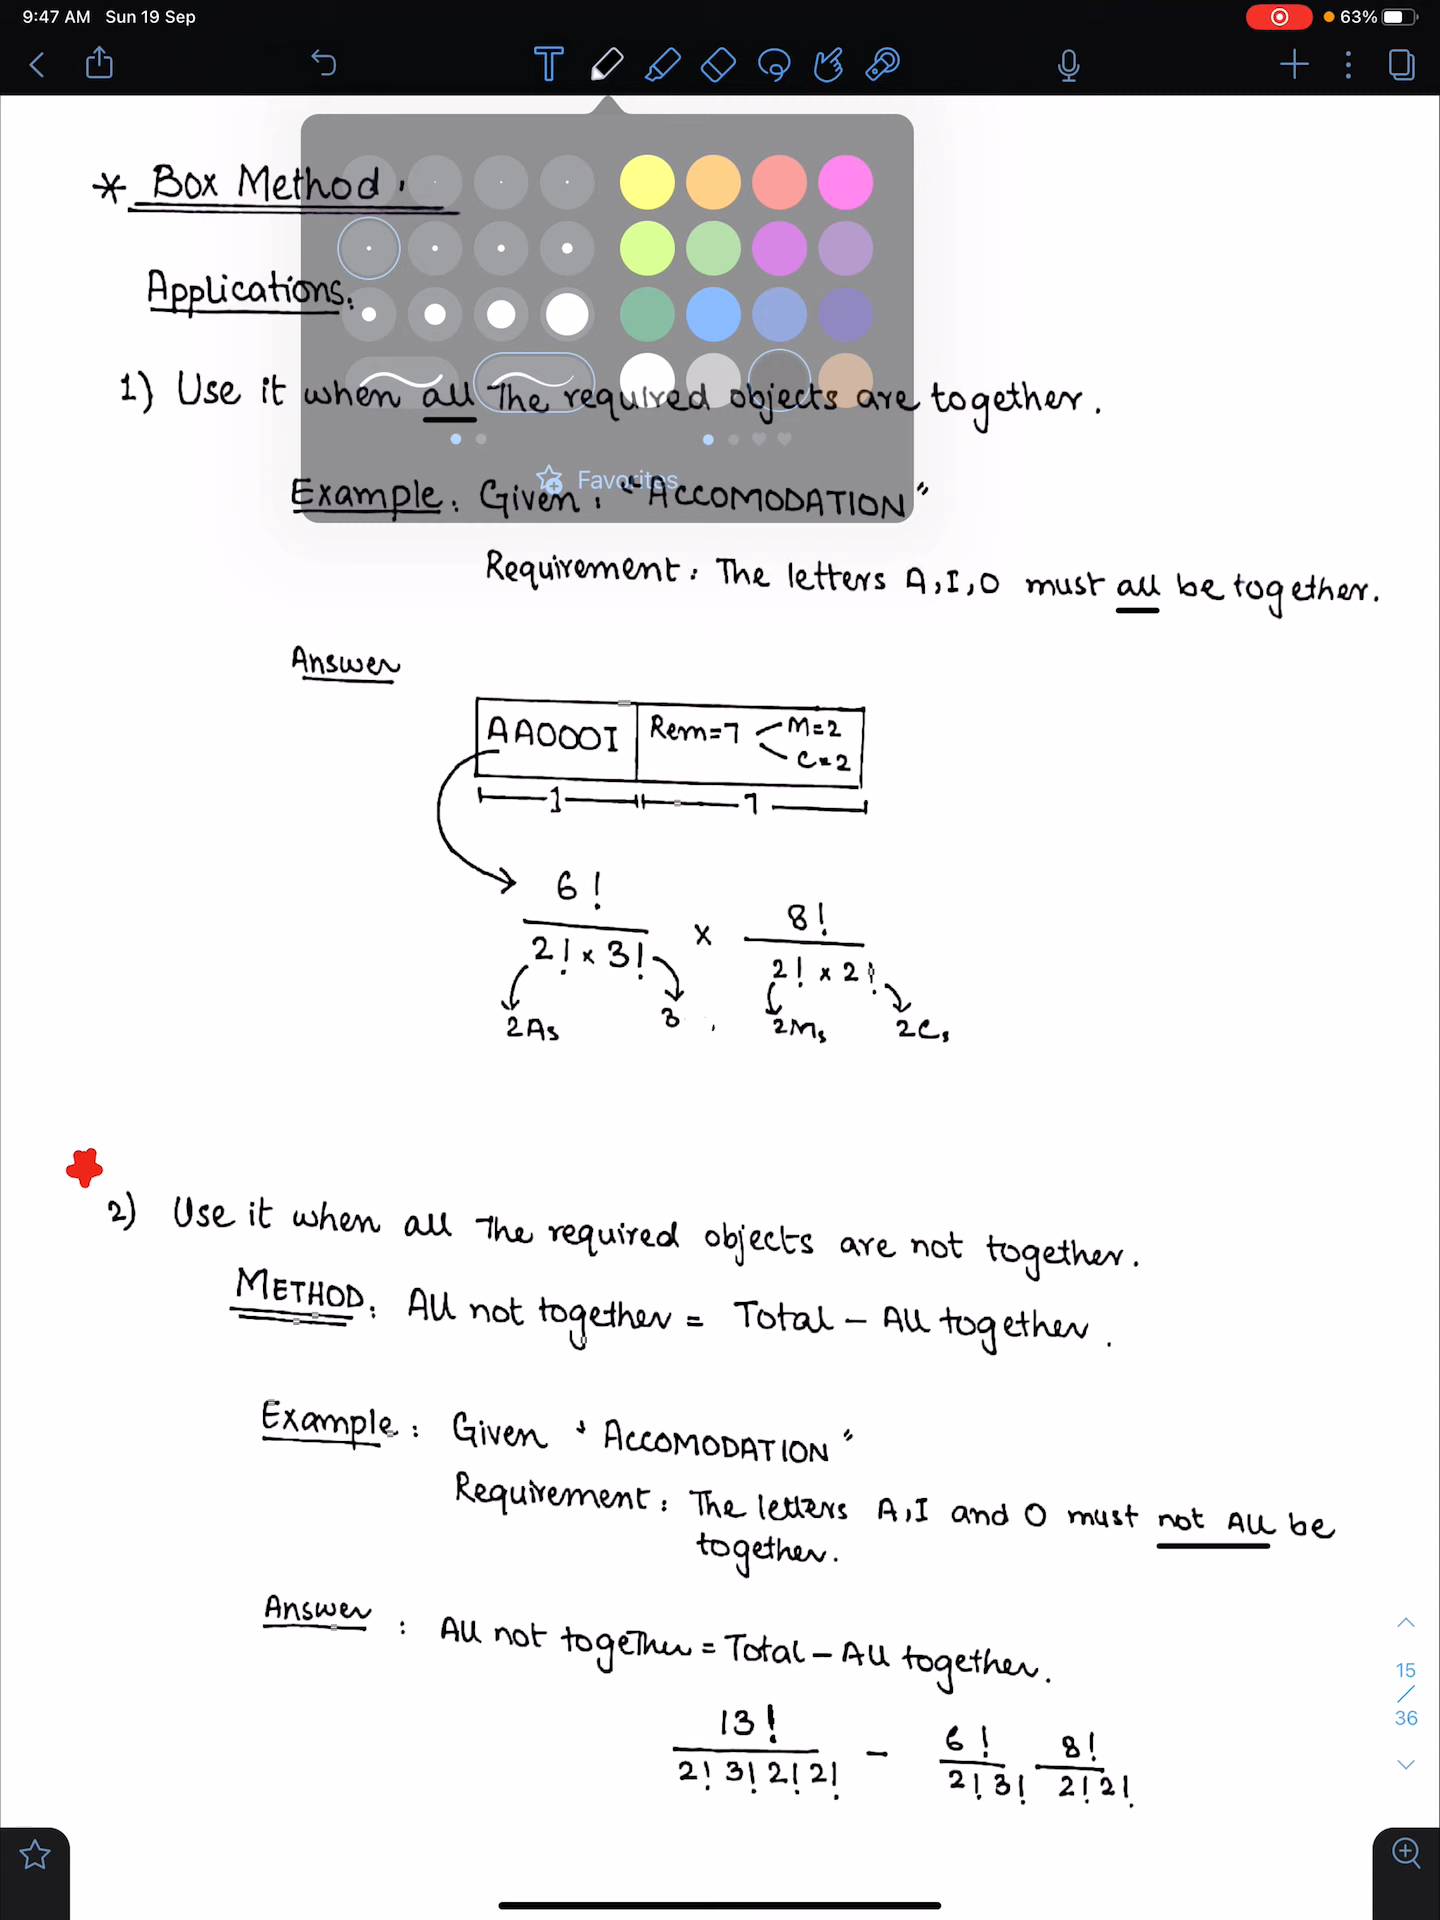 9:47 AM Sun 19 Sep 63%
* Box Method.
Applications.
1) Use it when all the required objects are together.
Favorites
Example: Given: "ACCOMODATION"
Requirement: The letters A, I, O must all be together.
Answer
AAOOOI Rem=7 M=2
C=2
1 7
6! x 8!
2! x 3! 2! x 2!
2As 3 2Ms 2Cs
2) Use it when all the required objects are not together.
METHOD: All not together = Total - All together.
Example: Given "ACCOMODATION"
Requirement: The letters A, I and O must not All be
together.
Answer : All not together = Total - All together.
13! - 6! 8!
2! 3! 2! 2! 2! 3! 2! 2!
15
/
36